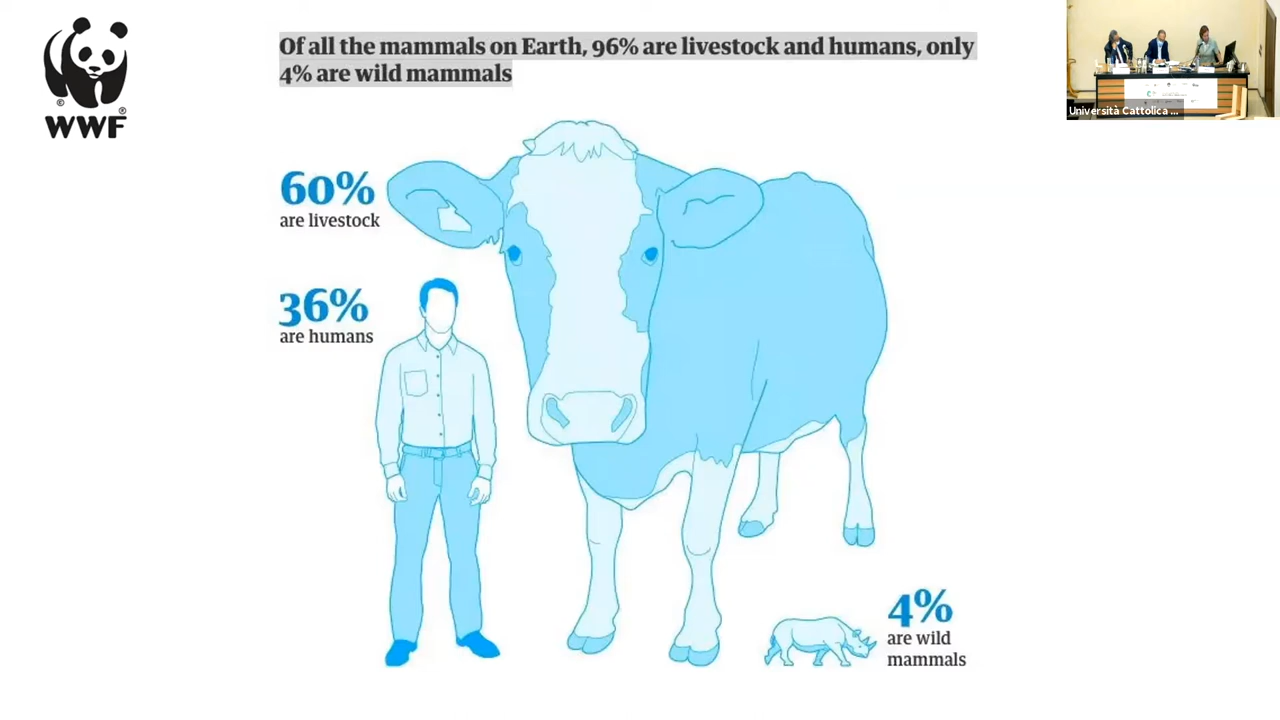 WWF
Of all the mammals on Earth, 96% are livestock and humans, only
4% are wild mammals
Università Cattolica ...
60%
are livestock
36%
are humans
4%
are wild
mammals